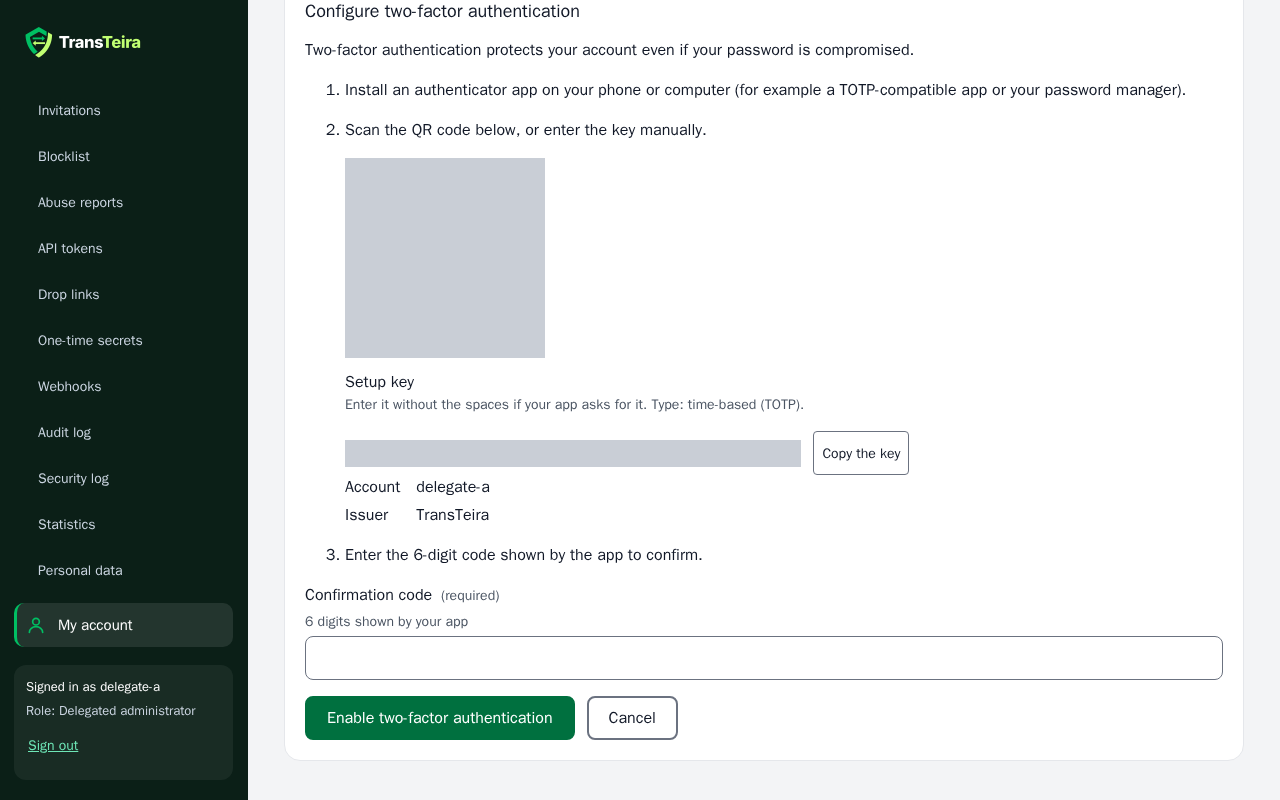 TransTeira
Invitations
Blocklist
Abuse reports
API tokens
Drop links
One-time secrets
Webhooks
Audit log
Security log
Statistics
Personal data
My account
Signed in as delegate-a
Role: Delegated administrator
Sign out
Configure two-factor authentication
Two-factor authentication protects your account even if your password is compromised.
1. Install an authenticator app on your phone or computer (for example a TOTP-compatible app or your password manager).
2. Scan the QR code below, or enter the key manually.
Setup key
Enter it without the spaces if your app asks for it. Type: time-based (TOTP).
Copy the key
Account delegate-a
Issuer TransTeira
3. Enter the 6-digit code shown by the app to confirm.
Confirmation code (required)
6 digits shown by your app
Enable two-factor authentication Cancel